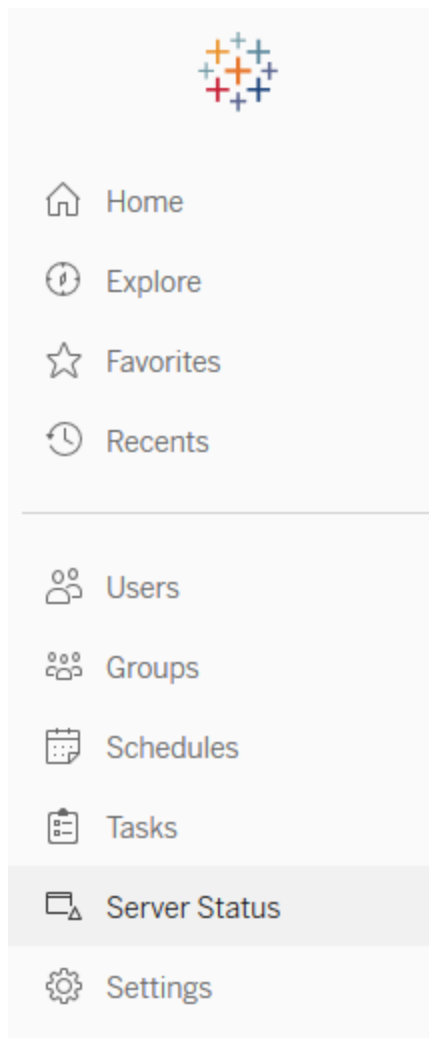 Home
Explore
Favorites
Recents
Users
Groups
Schedules
Tasks
Server Status
Settings